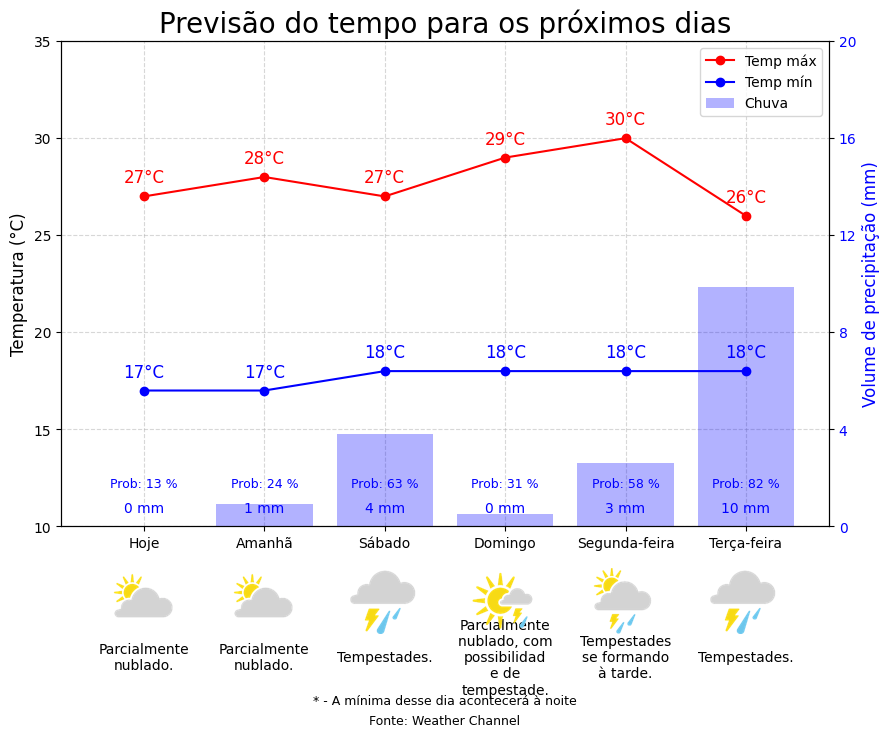 Previsão do tempo para os próximos dias
35
30
25
20
15
10
Temperatura (°C)
20
16
12
8
4
0
Volume de precipitação (mm)
Temp máx
Temp mín
Chuva
27°C
28°C
27°C
29°C
30°C
26°C
17°C
17°C
18°C
18°C
18°C
18°C
Prob: 13 %
Prob: 24 %
Prob: 63 %
Prob: 31 %
Prob: 58 %
Prob: 82 %
0 mm
1 mm
4 mm
0 mm
3 mm
10 mm
Hoje
Amanhã
Sábado
Domingo
Segunda-feira
Terça-feira
Parcialmente
nublado.
Parcialmente
nublado.
Tempestades.
Parcialmente
nublado, com
possibilidad
e de
tempestade.
Tempestades
se formando
à tarde.
Tempestades.
* - A mínima desse dia acontecerá à noite
Fonte: Weather Channel